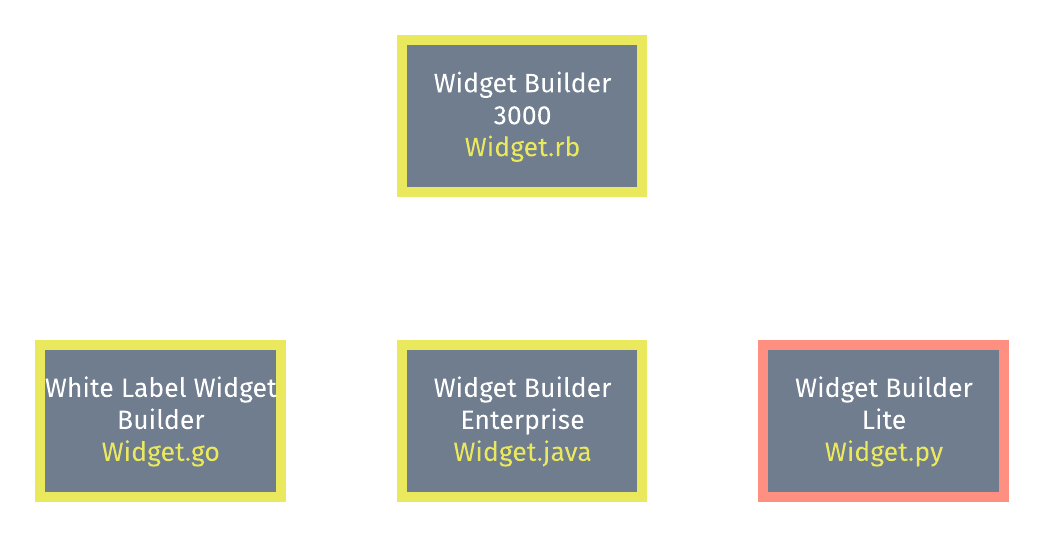 Widget Builder
3000
Widget.rb
White Label Widget
Builder
Widget.go
Widget Builder
Enterprise
Widget.java
Widget Builder
Lite
Widget.py